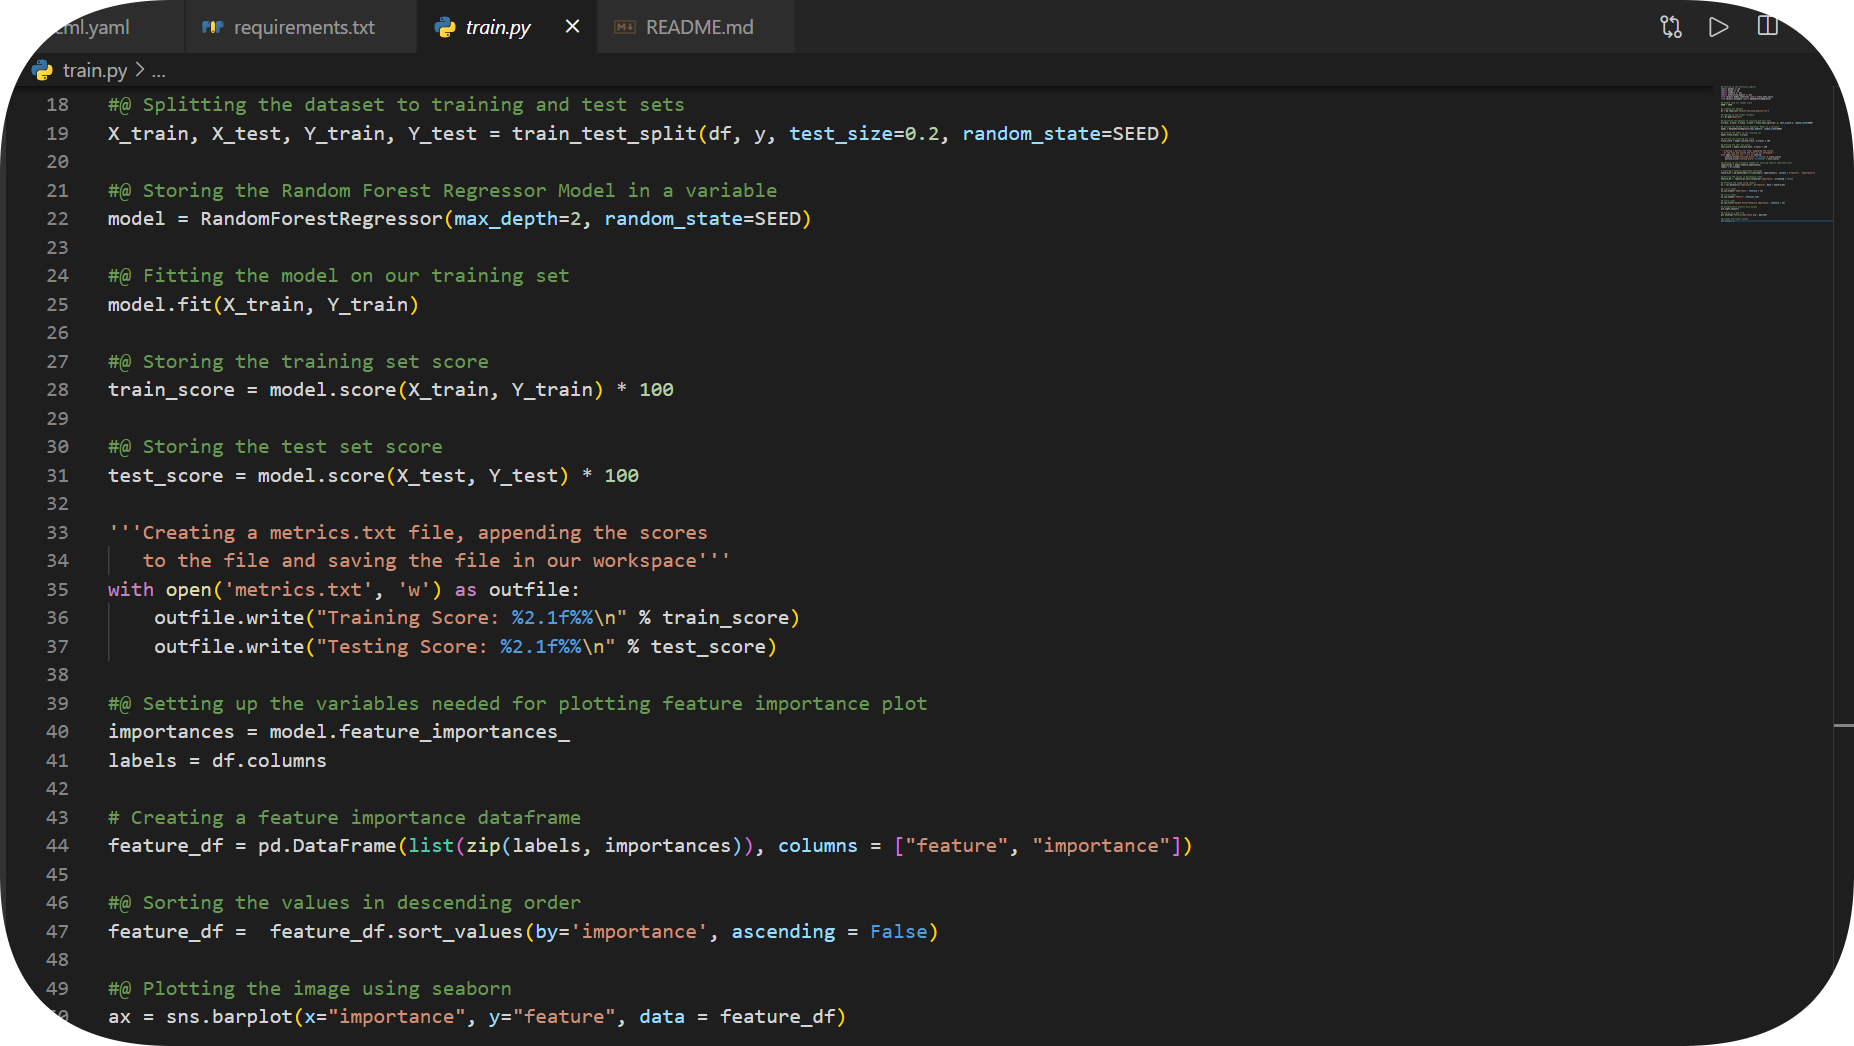 ml.yaml requirements.txt train.py README.md
train.py > ...
18 #@ Splitting the dataset to training and test sets
19 X_train, X_test, Y_train, Y_test = train_test_split(df, y, test_size=0.2, random_state=SEED)
20
21 #@ Storing the Random Forest Regressor Model in a variable
22 model = RandomForestRegressor(max_depth=2, random_state=SEED)
23
24 #@ Fitting the model on our training set
25 model.fit(X_train, Y_train)
26
27 #@ Storing the training set score
28 train_score = model.score(X_train, Y_train) * 100
29
30 #@ Storing the test set score
31 test_score = model.score(X_test, Y_test) * 100
32
33 '''Creating a metrics.txt file, appending the scores
34    to the file and saving the file in our workspace'''
35 with open('metrics.txt', 'w') as outfile:
36     outfile.write("Training Score: %2.1f%%\n" % train_score)
37     outfile.write("Testing Score: %2.1f%%\n" % test_score)
38
39 #@ Setting up the variables needed for plotting feature importance plot
40 importances = model.feature_importances_
41 labels = df.columns
42
43 # Creating a feature importance dataframe
44 feature_df = pd.DataFrame(list(zip(labels, importances)), columns = ["feature", "importance"])
45
46 #@ Sorting the values in descending order
47 feature_df =  feature_df.sort_values(by='importance', ascending = False)
48
49 #@ Plotting the image using seaborn
50 ax = sns.barplot(x="importance", y="feature", data = feature_df)